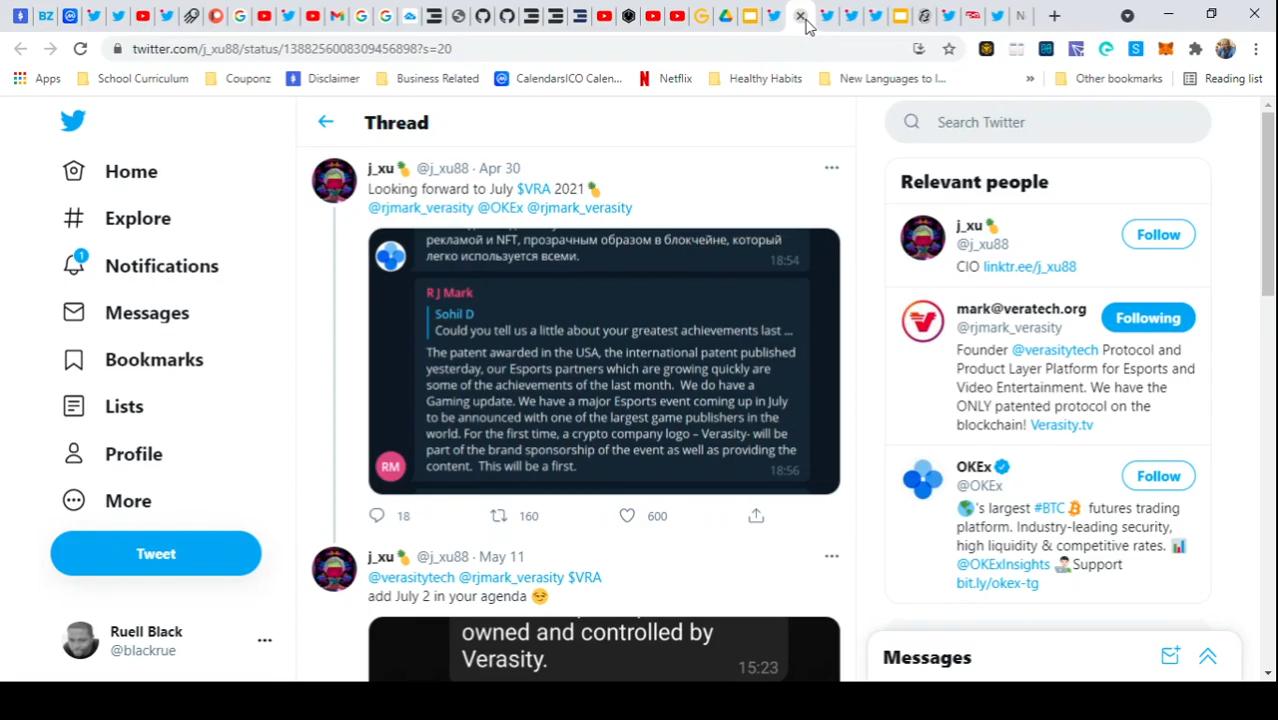 BZ
N
twitter.com/j_xu88/status/1388256008309456898?s=20
Apps
School Curriculum
Couponz
Disclaimer
Business Related
CalendarsICO Calen...
Netflix
Healthy Habits
New Languages to l...
»
Other bookmarks
Reading list
Home
Explore
1
Notifications
Messages
Bookmarks
Lists
Profile
More
Tweet
Ruell Black
@blackrue
Thread
j_xu🍍 @j_xu88 · Apr 30
Looking forward to July $VRA 2021🍍
@rjmark_verasity @OKEx @rjmark_verasity
рекламой и NFT, прозрачным образом в блокчейне, который
легко используется всеми.
18:54
R J Mark
Sohil D
Could you tell us a little about your greatest achievements last ...
The patent awarded in the USA, the international patent published
yesterday, our Esports partners which are growing quickly are
some of the achievements of the last month. We do have a
Gaming update. We have a major Esports event coming up in July
to be announced with one of the largest game publishers in the
world. For the first time, a crypto company logo – Verasity- will be
part of the brand sponsorship of the event as well as providing the
content. This will be a first.
RM
18:56
18 160 600
j_xu🍍 @j_xu88 · May 11
@verasitytech @rjmark_verasity $VRA
add July 2 in your agenda 😏
owned and controlled by
Verasity.
15:23
Search Twitter
Relevant people
j_xu🍍
@j_xu88
Follow
CIO linktr.ee/j_xu88
mark@veratech.org
@rjmark_verasity
Following
Founder @verasitytech Protocol and
Product Layer Platform for Esports and
Video Entertainment. We have the
ONLY patented protocol on the
blockchain! Verasity.tv
OKEx
@OKEx
Follow
🌎's largest #BTC futures trading
platform. Industry-leading security,
high liquidity & competitive rates. 📊
@OKExInsights Support
bit.ly/okex-tg
Messages